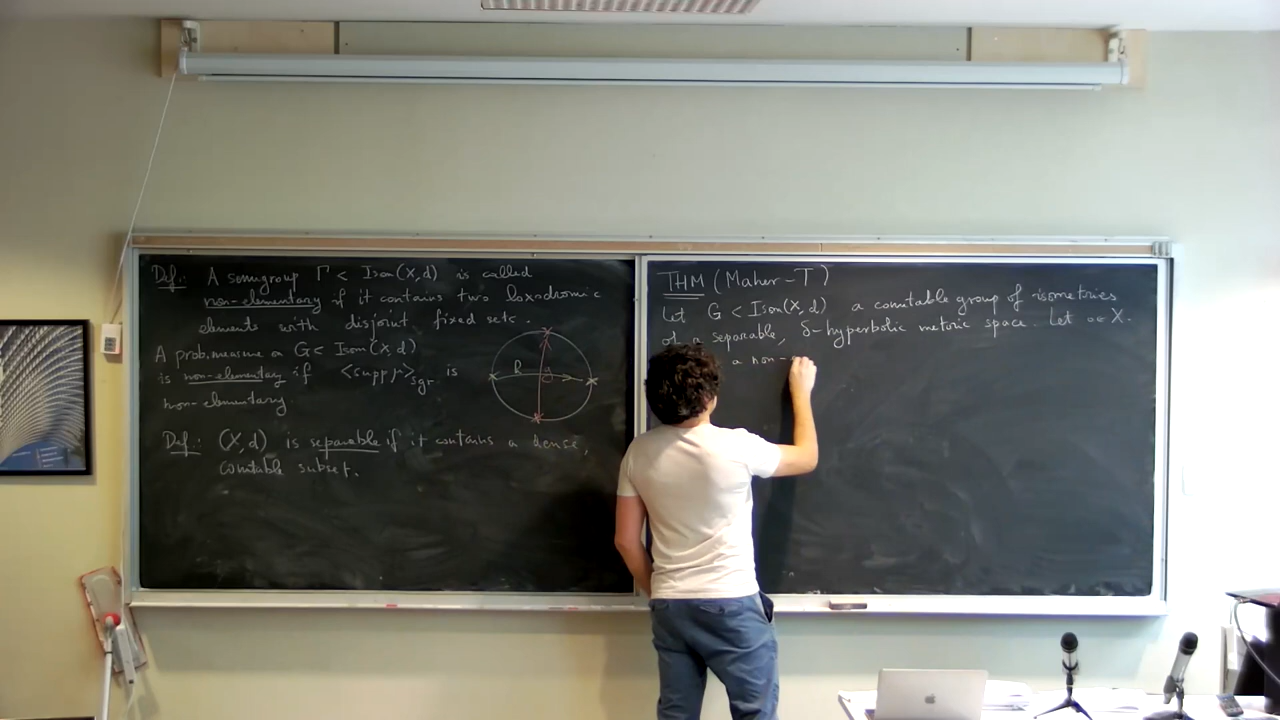 Def.: A semigroup Γ < Isom(X,d) is called
non-elementary if it contains two loxodromic
elements with disjoint fixed sets.
A prob. measure on G < Isom(X,d)
is non-elementary if <supp μ>sgr is
non-elementary.
Def.: (X,d) is separable if it contains a dense,
countable subset.
THM (Maher-T)
Let G < Isom(X,d) a countable group of isometries
of a separable, δ-hyperbolic metric space. Let o ∈ X.
a non-